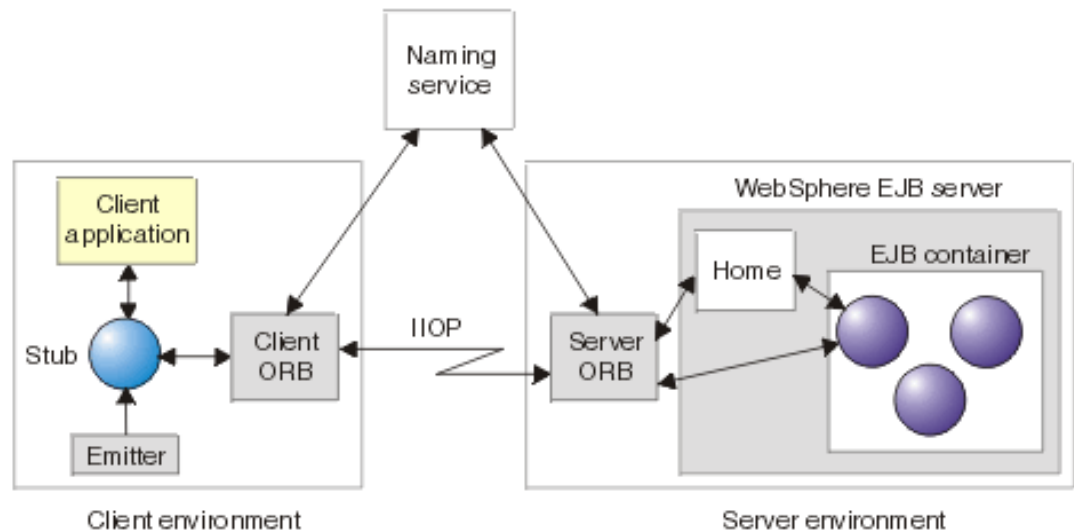 Naming
service
WebSphere EJB server
Client
application
EJB container
Home
IIOP
Stub
Client
ORB
Server
ORB
Emitter
Client environment
Server environment